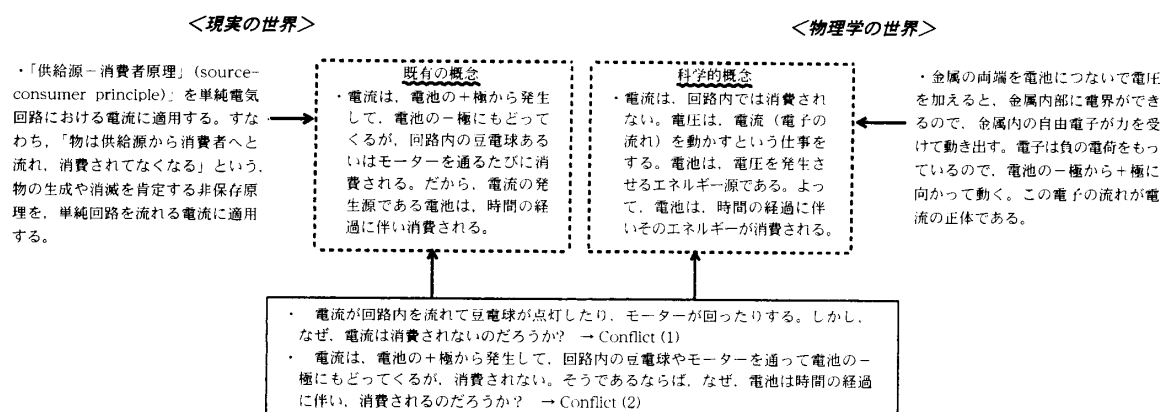 ＜現実の世界＞
＜物理学の世界＞
・「供給源－消費者原理」(source-
consumer principle)」を単純電気
回路における電流に適用する。すな
わち，「物は供給源から消費者へと
流れ，消費されてなくなる」という，
物の生成や消滅を肯定する非保存原
理を，単純回路を流れる電流に適用
する。
既有の概念
・電流は，電池の＋極から発生
して，電池の－極にもどって
くるが，回路内の豆電球ある
いはモーターを通るたびに消
費される。だから，電流の発
生源である電池は，時間の経
過に伴い消費される。
科学的概念
・電流は，回路内では消費され
ない。電圧は，電流（電子の
流れ）を動かすという仕事を
する。電池は，電圧を発生さ
せるエネルギー源である。よっ
て，電池は，時間の経過に伴
いそのエネルギーが消費される。
・金属の両端を電池につないで電圧
を加えると，金属内部に電界ができ
るので，金属内の自由電子が力を受
けて動き出す。電子は負の電荷をもっ
ているので，電池の－極から＋極に
向かって動く。この電子の流れが電
流の正体である。
・ 電流が回路内を流れて豆電球が点灯したり，モーターが回ったりする。しかし，
なぜ，電流は消費されないのだろうか? → Conflict (1)
・ 電流は，電池の＋極から発生して，回路内の豆電球やモーターを通って電池の－
極にもどってくるが，消費されない。そうであるならば，なぜ，電池は時間の経過
に伴い，消費されるのだろうか？ → Conflict (2)